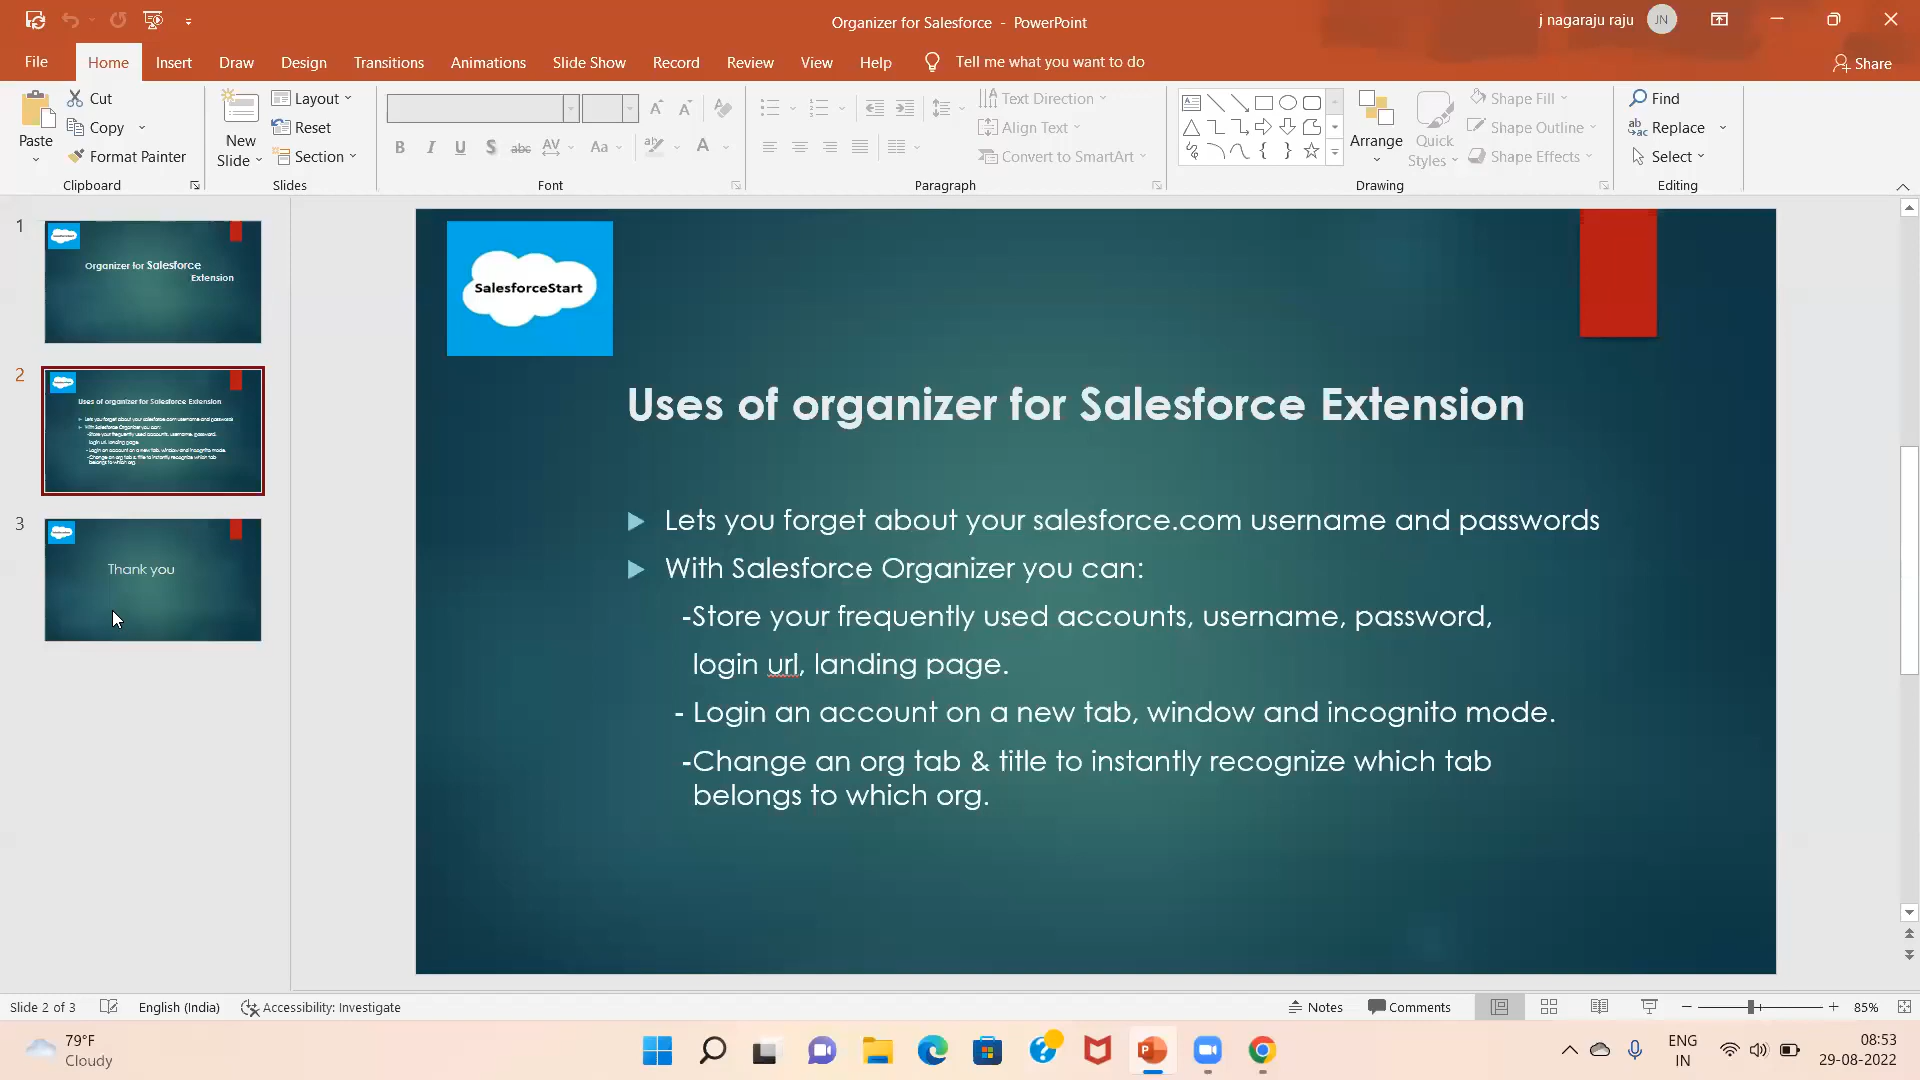 Organizer for Salesforce - PowerPoint
j nagaraju raju
JN
File
Home
Insert
Draw
Design
Transitions
Animations
Slide Show
Record
Review
View
Help
Tell me what you want to do
Share
Paste
Cut
Copy
Format Painter
Clipboard
New
Slide
Layout
Reset
Section
Slides
Font
Text Direction
Align Text
Convert to SmartArt
Paragraph
Arrange
Quick
Styles
Shape Fill
Shape Outline
Shape Effects
Drawing
Find
Replace
Select
Editing
1
Organizer for Salesforce
Extension
2
Uses of organizer for Salesforce Extension
Lets you forget about your salesforce.com username and passwords
With Salesforce Organizer you can:
-Store your frequently used accounts, username, password,
login url, landing page.
- Login an account on a new tab, window and incognito mode.
-Change an org tab & title to instantly recognize which tab
belongs to which org.
3
Thank you
SalesforceStart
Uses of organizer for Salesforce Extension
Lets you forget about your salesforce.com username and passwords
With Salesforce Organizer you can:
-Store your frequently used accounts, username, password,
login url, landing page.
- Login an account on a new tab, window and incognito mode.
-Change an org tab & title to instantly recognize which tab
belongs to which org.
Slide 2 of 3
English (India)
Accessibility: Investigate
Notes
Comments
85%
79°F
Cloudy
ENG
IN
08:53
29-08-2022